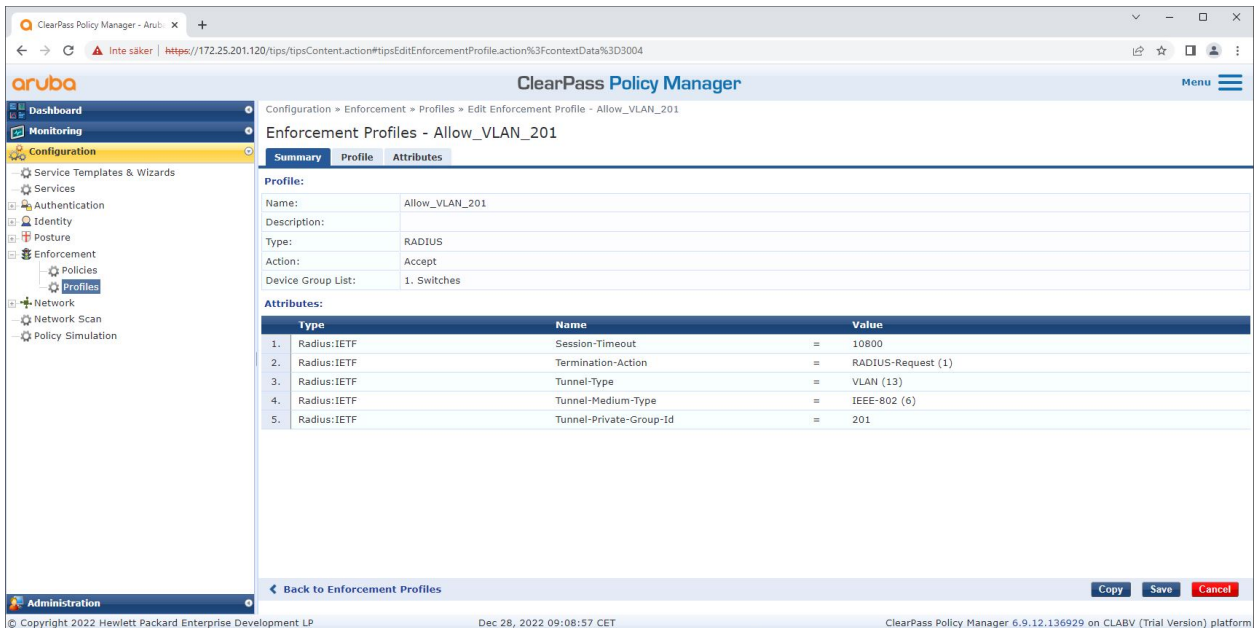 ClearPass Policy Manager - Arub
Inte säker | https://172.25.201.120/tips/tipsContent.action#tipsEditEnforcementProfile.action%3FcontextData%3D3004
aruba
ClearPass Policy Manager
Menu
Dashboard
Monitoring
Configuration
Service Templates & Wizards
Services
Authentication
Identity
Posture
Enforcement
Policies
Profiles
Network
Network Scan
Policy Simulation
Administration
Configuration » Enforcement » Profiles » Edit Enforcement Profile - Allow_VLAN_201
Enforcement Profiles - Allow_VLAN_201
Summary Profile Attributes
Profile:
Name: Allow_VLAN_201
Description:
Type: RADIUS
Action: Accept
Device Group List: 1. Switches
Attributes:
Type Name Value
1. Radius:IETF Session-Timeout = 10800
2. Radius:IETF Termination-Action = RADIUS-Request (1)
3. Radius:IETF Tunnel-Type = VLAN (13)
4. Radius:IETF Tunnel-Medium-Type = IEEE-802 (6)
5. Radius:IETF Tunnel-Private-Group-Id = 201
Back to Enforcement Profiles
Copy Save Cancel
© Copyright 2022 Hewlett Packard Enterprise Development LP Dec 28, 2022 09:08:57 CET ClearPass Policy Manager 6.9.12.136929 on CLABV (Trial Version) platform